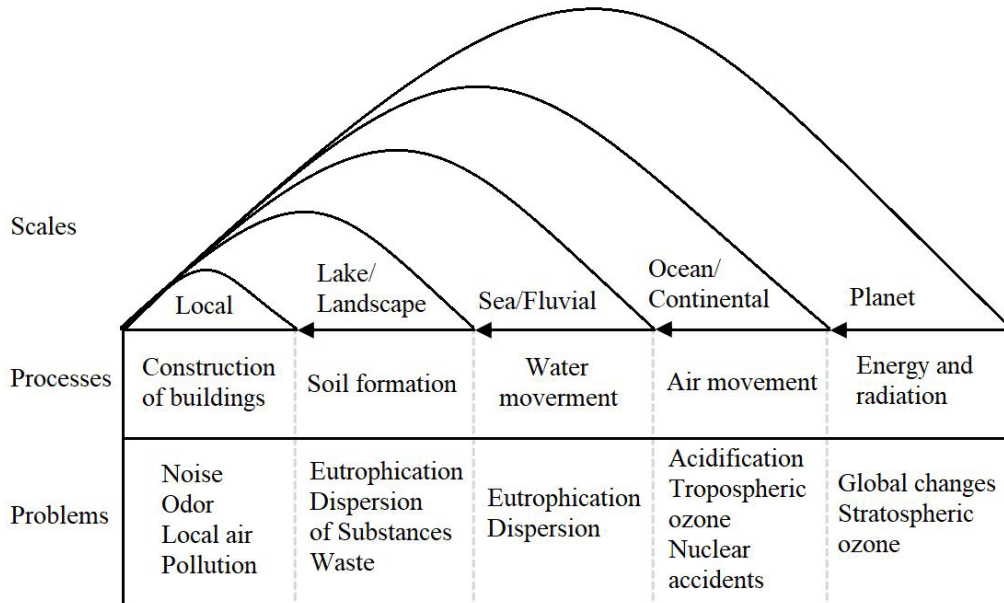 Scales
Local
Lake/
Landscape
Sea/Fluvial
Ocean/
Continental
Planet
Processes
Construction
of buildings
Soil formation
Water
moverment
Air movement
Energy and
radiation
Problems
Noise
Odor
Local air
Pollution
Eutrophication
Dispersion
of Substances
Waste
Eutrophication
Dispersion
Acidification
Tropospheric
ozone
Nuclear
accidents
Global changes
Stratospheric
ozone